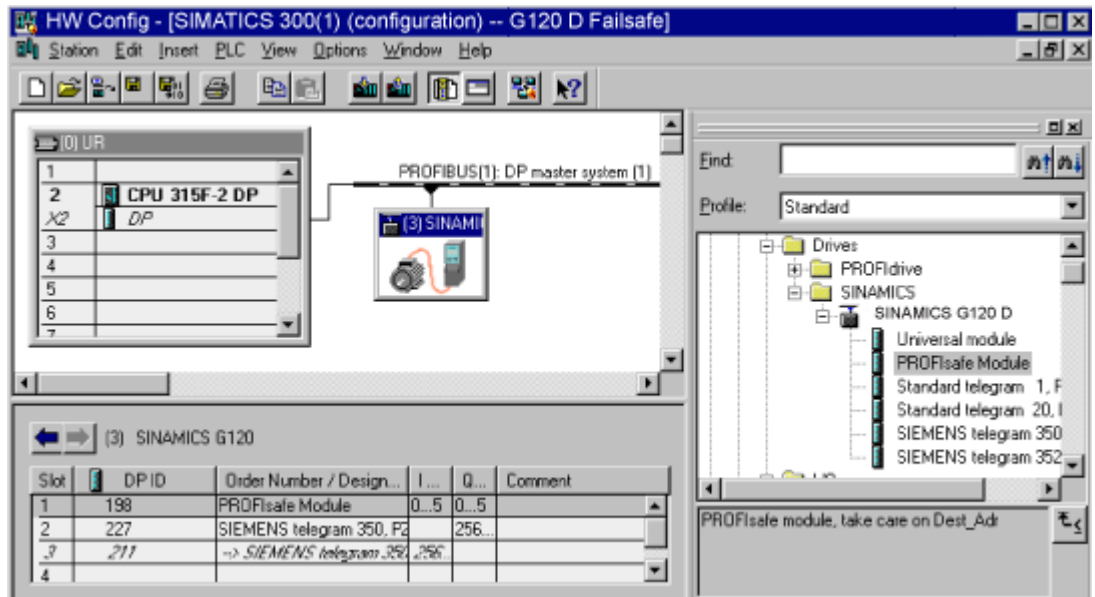 HW Config - [SIMATICS 300(1) (configuration) -- G120 D Failsafe]
Station Edit Insert PLC View Options Window Help
(0) UR
1
2 CPU 315F-2 DP
X2 DP
3
4
5
6
7
PROFIBUS(1): DP master system (1)
(3) SINAMI
Find:
Profile: Standard
Drives
PROFIdrive
SINAMICS
SINAMICS G120 D
Universal module
PROFIsafe Module
Standard telegram 1, P
Standard telegram 20,
SIEMENS telegram 350
SIEMENS telegram 352
PROFIsafe module, take care on Dest_Adr
(3) SINAMICS G120
Slot DP ID Order Number / Design... I ... Q... Comment
1 198 PROFIsafe Module 0...5 0...5
2 227 SIEMENS telegram 350, PZ 256...
3 211 --> SIEMENS telegram 350 256...
4